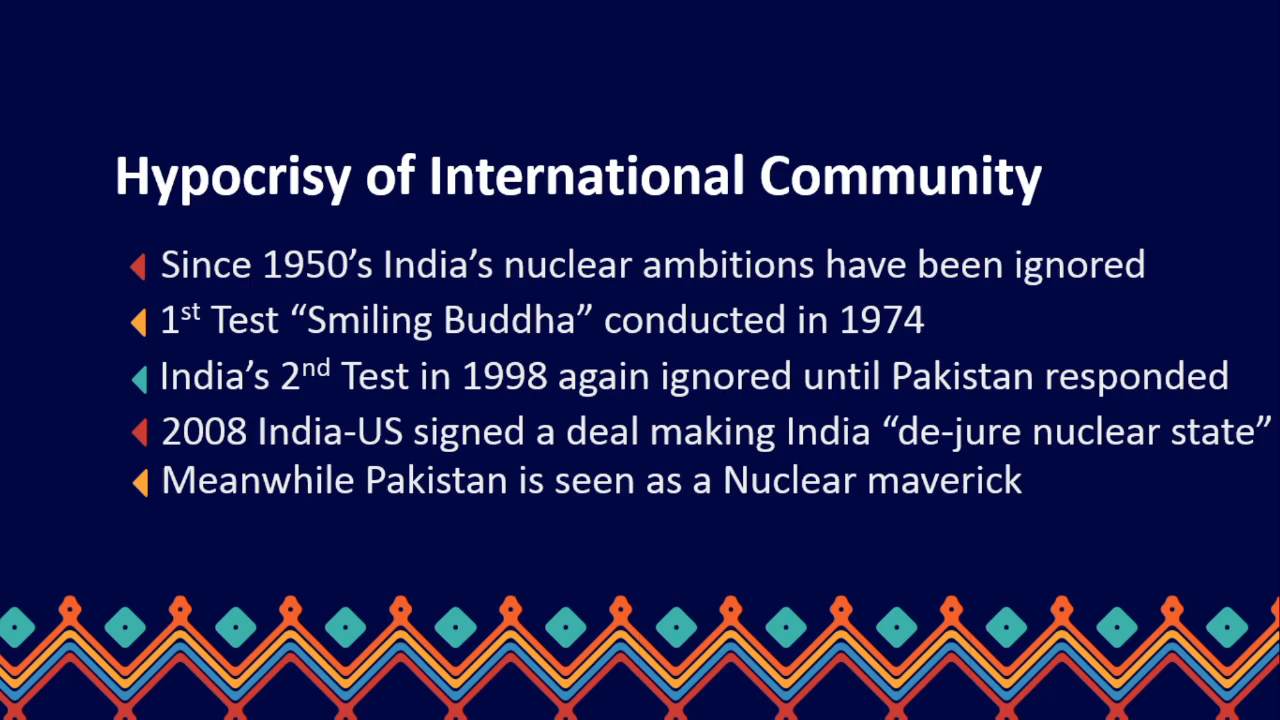 Hypocrisy of International Community
Since 1950’s India’s nuclear ambitions have been ignored
1st Test “Smiling Buddha” conducted in 1974
India’s 2nd Test in 1998 again ignored until Pakistan responded
2008 India-US signed a deal making India “de-jure nuclear state”
Meanwhile Pakistan is seen as a Nuclear maverick